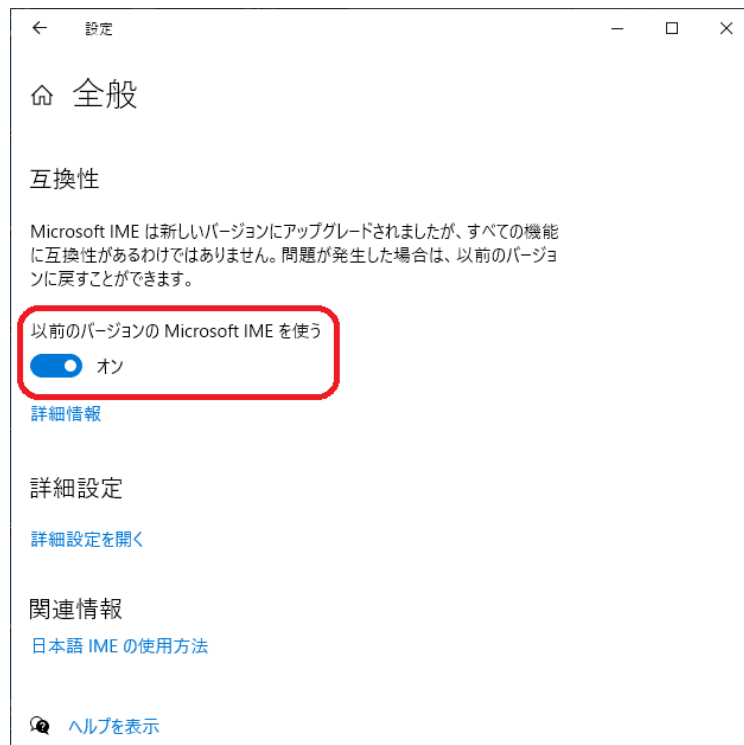 設定
全般
互換性
Microsoft IME は新しいバージョンにアップグレードされましたが、すべての機能
に互換性があるわけではありません。問題が発生した場合は、以前のバージョ
ンに戻すことができます。
以前のバージョンの Microsoft IME を使う
オン
詳細情報
詳細設定
詳細設定を開く
関連情報
日本語 IME の使用方法
ヘルプを表示